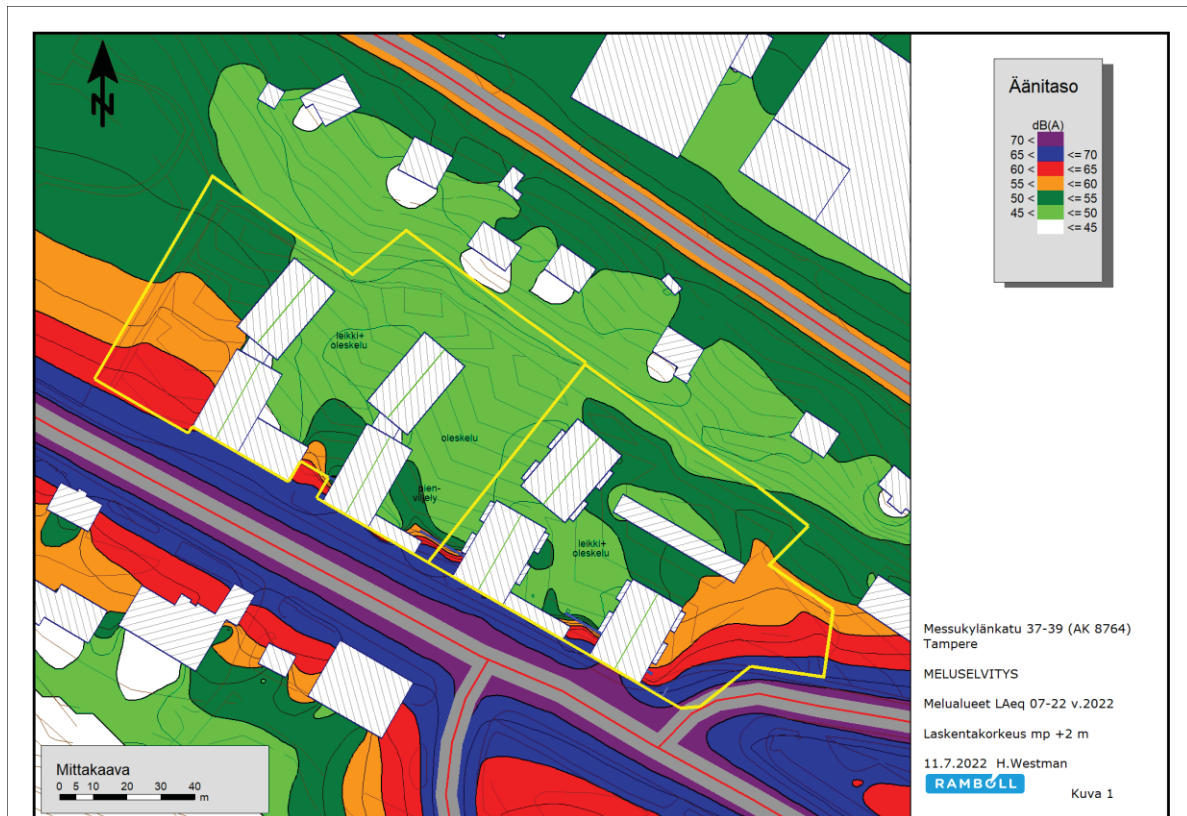 N
leikki+
oleskelu
oleskelu
pien-
viljely
leikki+
oleskelu
Mittakaava
0 5 10 20 30 40
m
Äänitaso
dB(A)
70 <
65 < <= 70
60 < <= 65
55 < <= 60
50 < <= 55
45 < <= 50
<= 45
Messukylänkatu 37-39 (AK 8764)
Tampere
MELUSELVITYS
Melualueet LAeq 07-22 v.2022
Laskentakorkeus mp +2 m
11.7.2022 H.Westman
RAMBOLL
Kuva 1